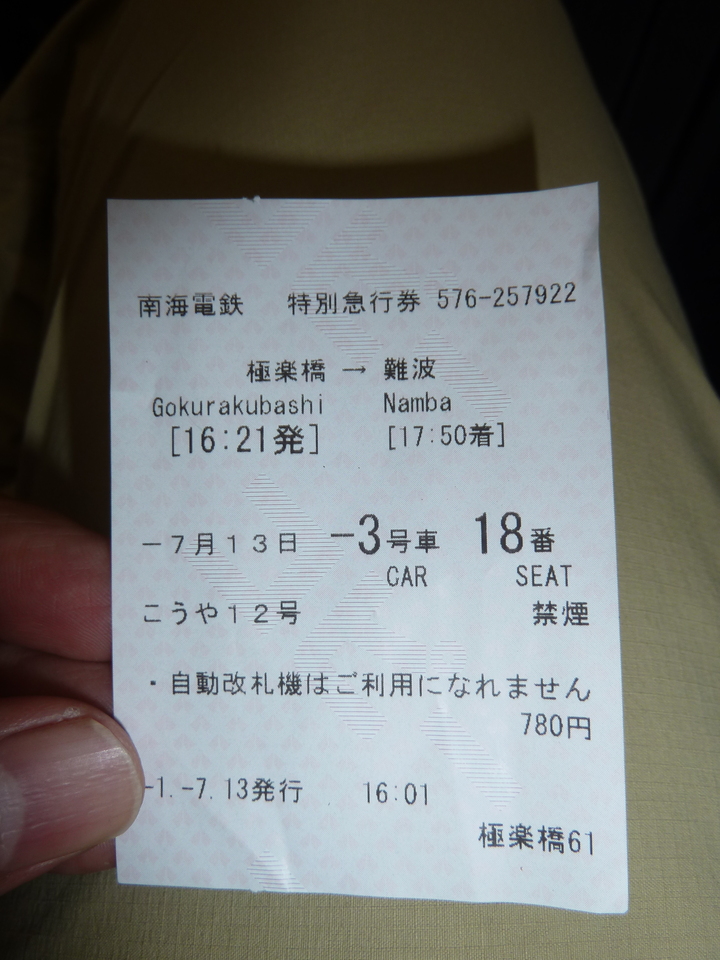 南海電鉄 特別急行券 576-257922
極楽橋 → 難波
Gokurakubashi Namba
[16:21発] [17:50着]
-7月13日 -3号車 18番
CAR SEAT
こうや12号 禁煙
・自動改札機はご利用になれません
780円
-1.-7.13発行 16:01
極楽橋61